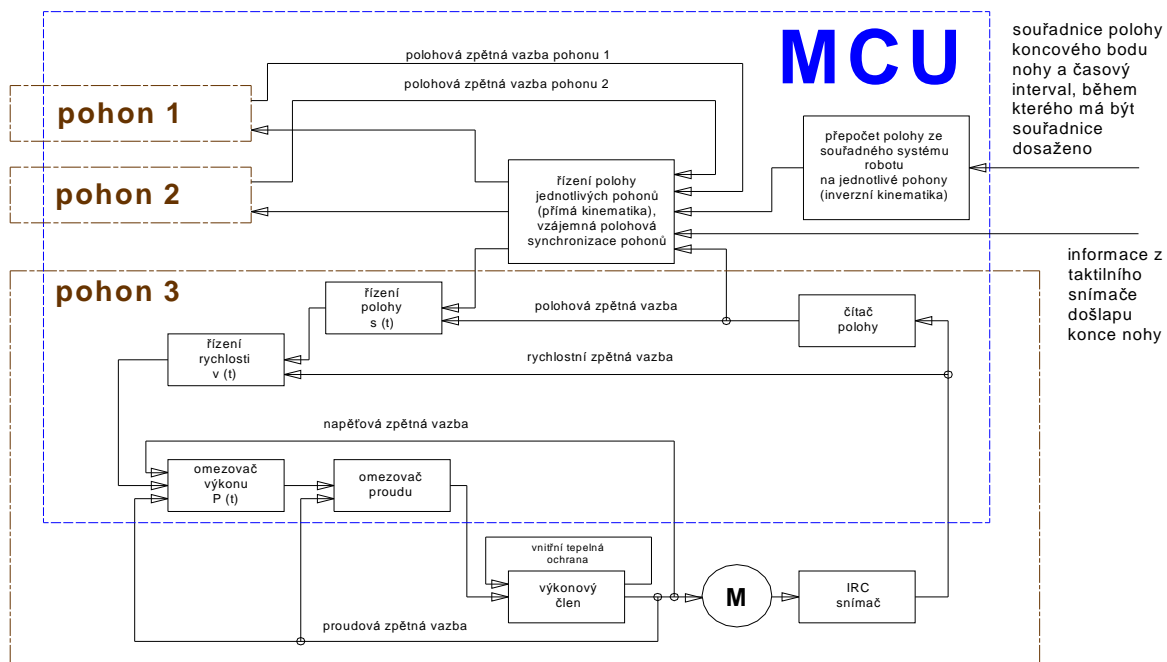 MCU
souřadnice polohy
koncového bodu
nohy a časový
interval, během
kterého má být
souřadnice
dosaženo
polohová zpětná vazba pohonu 1
polohová zpětná vazba pohonu 2
pohon 1
pohon 2
přepočet polohy ze
souřadného systému
robotu
na jednotlivé pohony
(inverzní kinematika)
řízení polohy
jednotlivých pohonů
(přímá kinematika),
vzájemná polohová
synchronizace pohonů
informace z
taktilního
snímače
došlapu
konce nohy
pohon 3
řízení
polohy
s (t)
polohová zpětná vazba
čítač
polohy
řízení
rychlosti
v (t)
rychlostní zpětná vazba
napěťová zpětná vazba
omezovač
výkonu
P (t)
omezovač
proudu
vnitřní tepelná
ochrana
výkonový
člen
M
IRC
snímač
proudová zpětná vazba